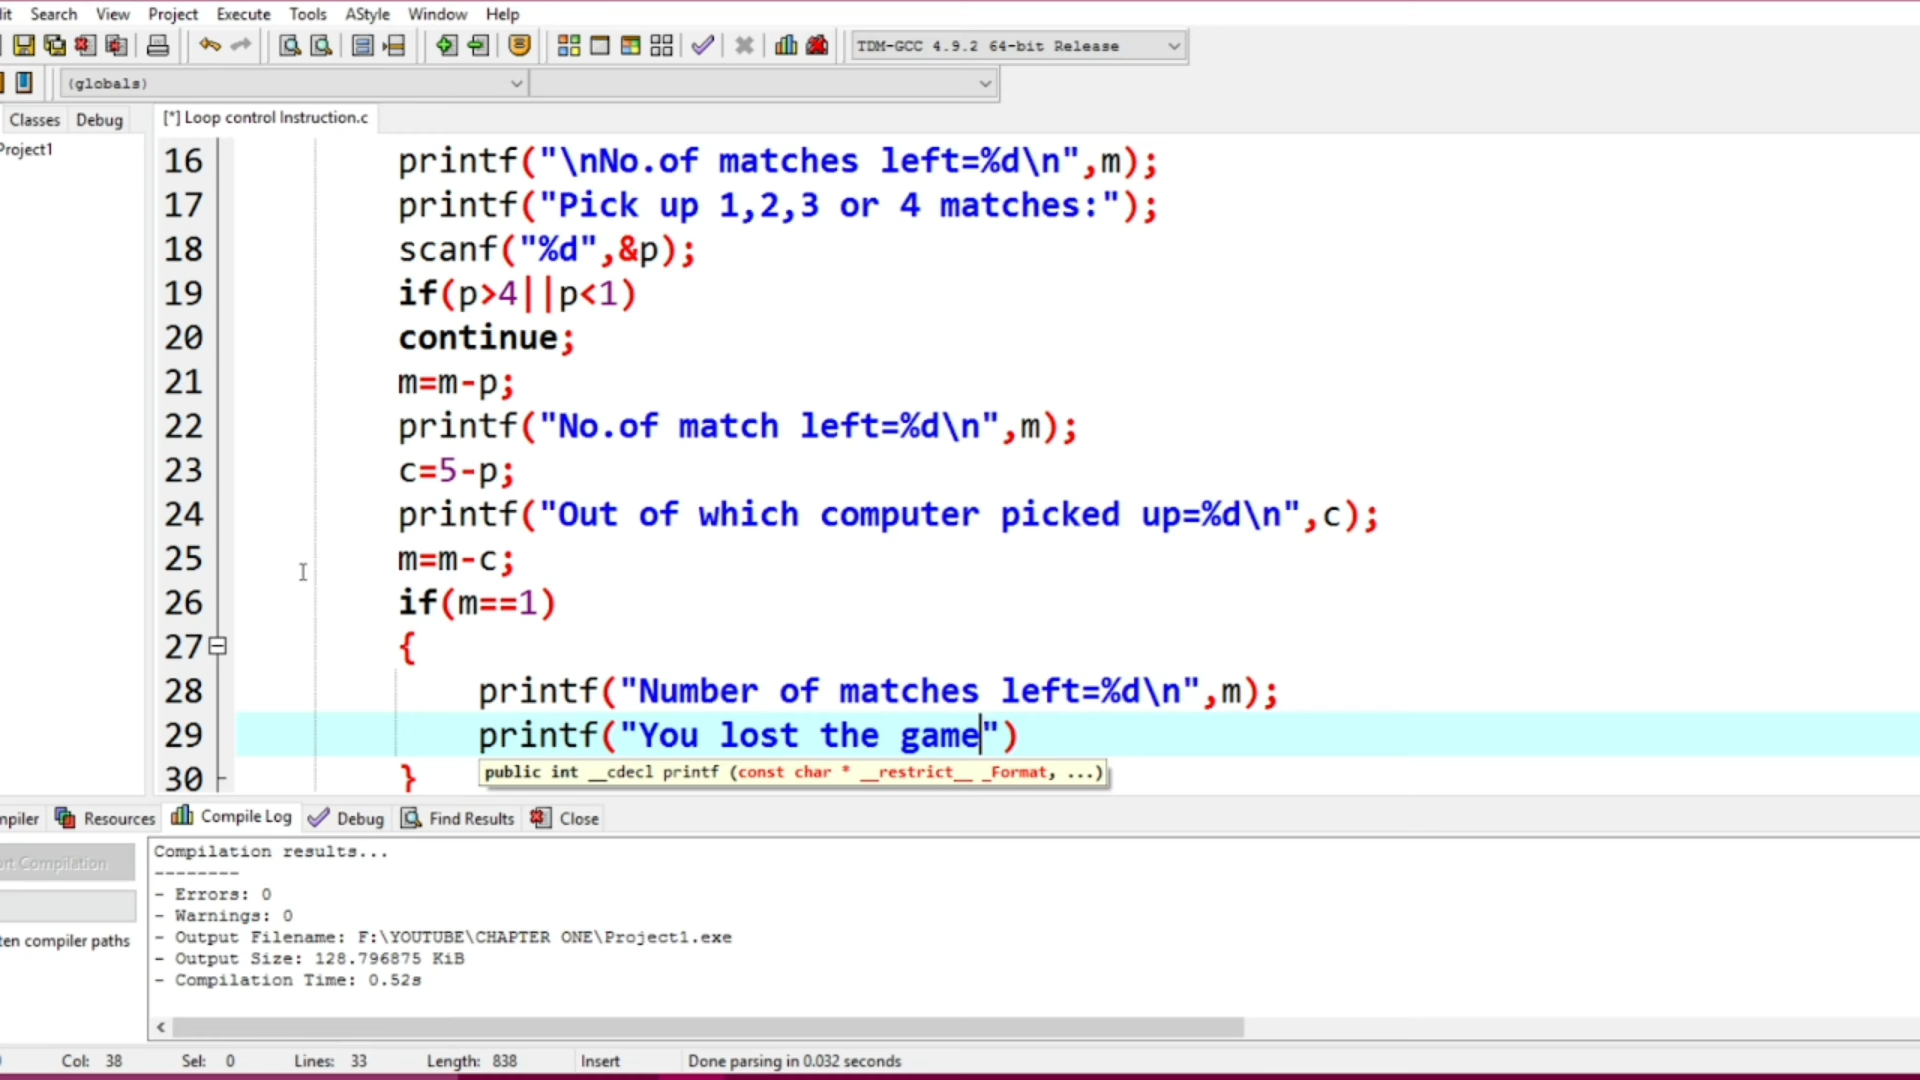 Search View Project Execute Tools AStyle Window Help
TDM-GCC 4.9.2 64-bit Release
(globals)
Classes Debug [*] Loop control Instruction.c
Project1
16 printf("\nNo.of matches left=%d\n",m);
17 printf("Pick up 1,2,3 or 4 matches:");
18 scanf("%d",&p);
19 if(p>4||p<1)
20 continue;
21 m=m-p;
22 printf("No.of match left=%d\n",m);
23 c=5-p;
24 printf("Out of which computer picked up=%d\n",c);
25 m=m-c;
26 if(m==1)
27 {
28 printf("Number of matches left=%d\n",m);
29 printf("You lost the game")
public int __cdecl printf (const char * __restrict__ _Format, ...)
30 }
mpiler Resources Compile Log Debug Find Results Close
ort Compilation
ten compiler paths
Compilation results...
--------
- Errors: 0
- Warnings: 0
- Output Filename: F:\YOUTUBE\CHAPTER ONE\Project1.exe
- Output Size: 128.796875 KiB
- Compilation Time: 0.52s
Col: 38 Sel: 0 Lines: 33 Length: 838 Insert Done parsing in 0.032 seconds